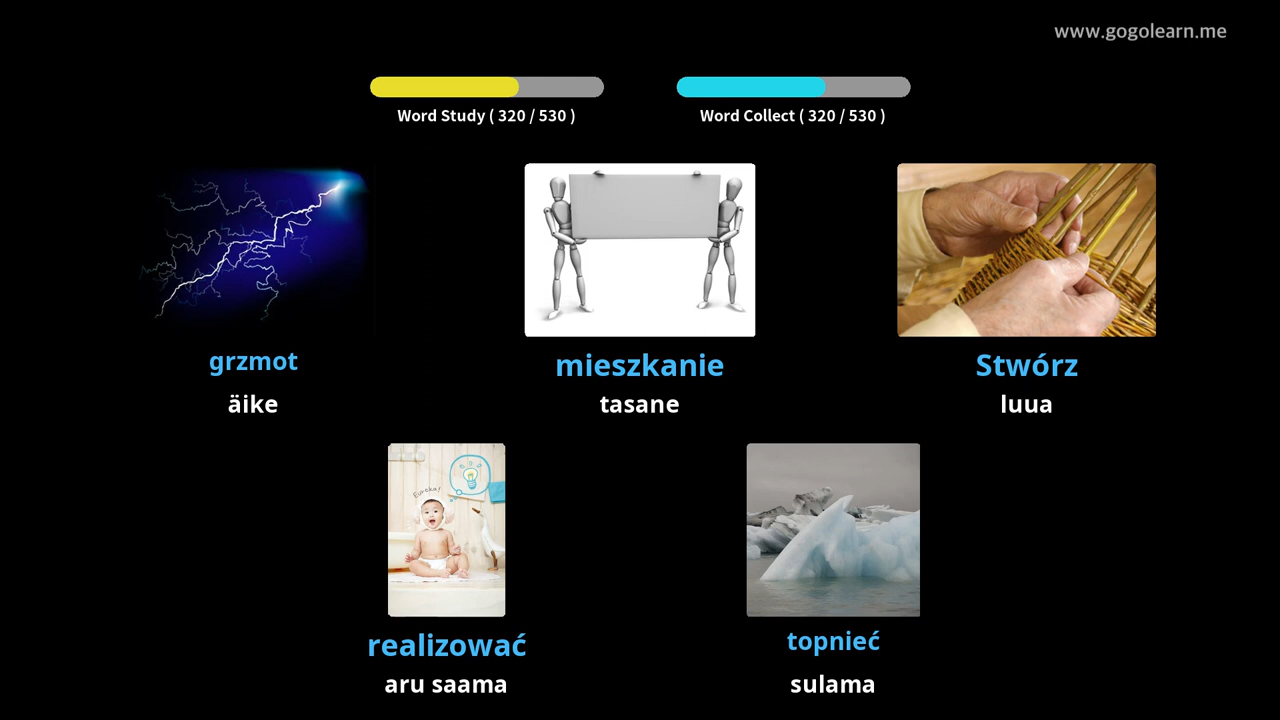 www.gogolearn.me
Word Study ( 320 / 530 )
Word Collect ( 320 / 530 )
grzmot
äike
mieszkanie
tasane
Stwórz
luua
Eureka!
realizować
aru saama
topnieć
sulama